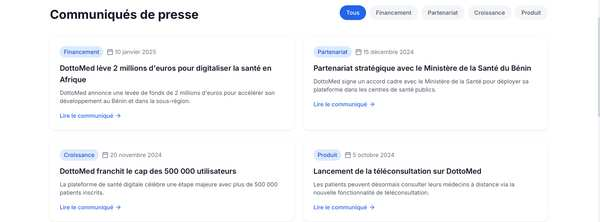 Communiqués de presse
Tous
Financement
Partenariat
Croissance
Produit
Financement
10 janvier 2025
DottoMed lève 2 millions d'euros pour digitaliser la santé en
Afrique
DottoMed annonce une levée de fonds de 2 millions d'euros pour accélérer son
développement au Bénin et dans la sous-région.
Lire le communiqué →
Partenariat
15 décembre 2024
Partenariat stratégique avec le Ministère de la Santé du Bénin
DottoMed signe un accord cadre avec le Ministère de la Santé pour déployer sa
plateforme dans les centres de santé publics.
Lire le communiqué →
Croissance
20 novembre 2024
DottoMed franchit le cap des 500 000 utilisateurs
La plateforme de santé digitale célèbre une étape majeure avec plus de 500 000
patients inscrits.
Lire le communiqué →
Produit
5 octobre 2024
Lancement de la téléconsultation sur DottoMed
Les patients peuvent désormais consulter leurs médecins à distance via la
nouvelle fonctionnalité de téléconsultation.
Lire le communiqué →